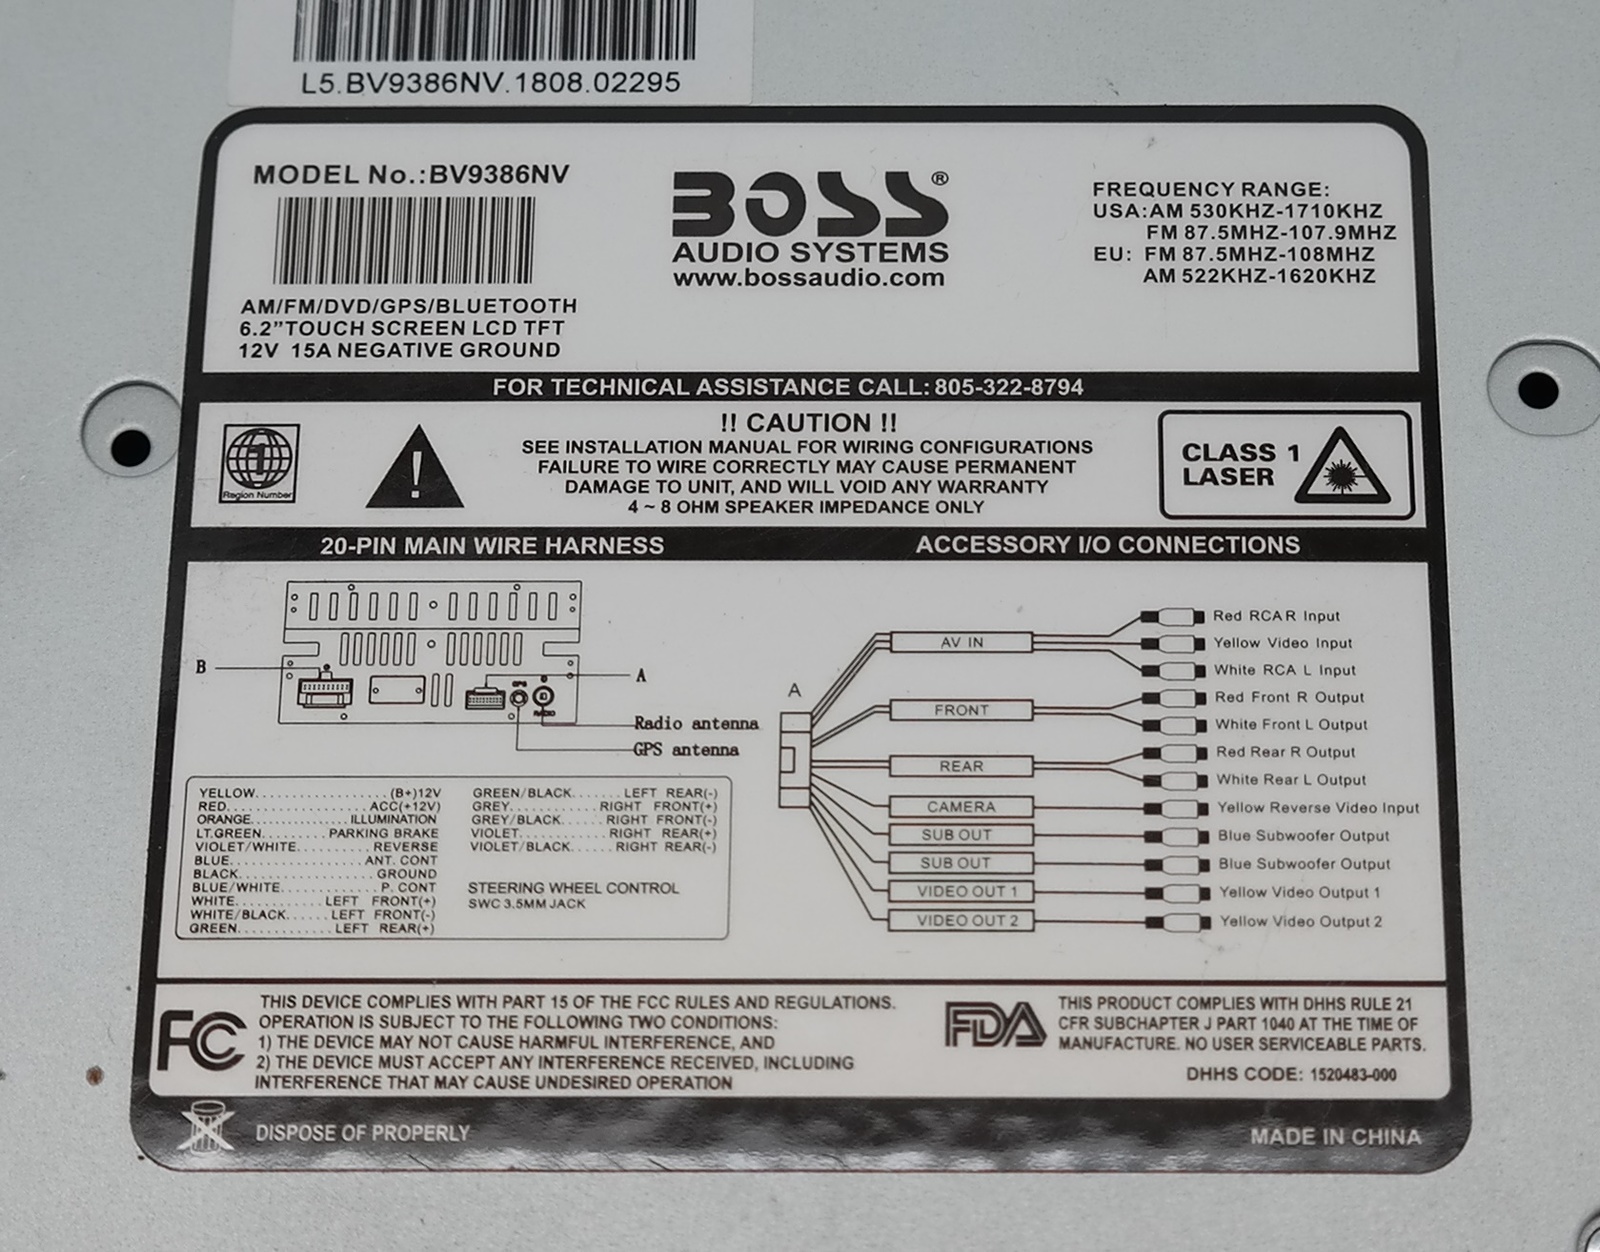 L5.BV9386NV.1808.02295
MODEL No.:BV9386NV
AM/FM/DVD/GPS/BLUETOOTH
6.2"TOUCH SCREEN LCD TFT
12V 15A NEGATIVE GROUND
BOSS®
AUDIO SYSTEMS
www.bossaudio.com
FREQUENCY RANGE:
USA:AM 530KHZ-1710KHZ
FM 87.5MHZ-107.9MHZ
EU: FM 87.5MHZ-108MHZ
AM 522KHZ-1620KHZ
FOR TECHNICAL ASSISTANCE CALL: 805-322-8794
1
Region Number
!
!! CAUTION !!
SEE INSTALLATION MANUAL FOR WIRING CONFIGURATIONS
FAILURE TO WIRE CORRECTLY MAY CAUSE PERMANENT
DAMAGE TO UNIT, AND WILL VOID ANY WARRANTY
4 ~ 8 OHM SPEAKER IMPEDANCE ONLY
CLASS 1
LASER
20-PIN MAIN WIRE HARNESS
B
A
GPS
RADIO
Radio antenna
GPS antenna
YELLOW..................(B+)12V
RED...................ACC(+12V)
ORANGE.............ILLUMINATION
LT.GREEN........PARKING BRAKE
VIOLET/WHITE..........REVERSE
BLUE..................ANT. CONT
BLACK..................GROUND
BLUE/WHITE............P. CONT
WHITE..........LEFT FRONT(+)
WHITE/BLACK......LEFT FRONT(-)
GREEN............LEFT REAR(+)
GREEN/BLACK.......LEFT REAR(-)
GREY...........RIGHT FRONT(+)
GREY/BLACK......RIGHT FRONT(-)
VIOLET...........RIGHT REAR(+)
VIOLET/BLACK......RIGHT REAR(-)
STEERING WHEEL CONTROL
SWC 3.5MM JACK
ACCESSORY I/O CONNECTIONS
A
AV IN
Red RCA R Input
Yellow Video Input
White RCA L Input
FRONT
Red Front R Output
White Front L Output
REAR
Red Rear R Output
White Rear L Output
CAMERA
Yellow Reverse Video Input
SUB OUT
Blue Subwoofer Output
SUB OUT
Blue Subwoofer Output
VIDEO OUT 1
Yellow Video Output 1
VIDEO OUT 2
Yellow Video Output 2
FC
THIS DEVICE COMPLIES WITH PART 15 OF THE FCC RULES AND REGULATIONS.
OPERATION IS SUBJECT TO THE FOLLOWING TWO CONDITIONS:
1) THE DEVICE MAY NOT CAUSE HARMFUL INTERFERENCE, AND
2) THE DEVICE MUST ACCEPT ANY INTERFERENCE RECEIVED, INCLUDING
INTERFERENCE THAT MAY CAUSE UNDESIRED OPERATION
FDA
THIS PRODUCT COMPLIES WITH DHHS RULE 21
CFR SUBCHAPTER J PART 1040 AT THE TIME OF
MANUFACTURE. NO USER SERVICEABLE PARTS.
DHHS CODE: 1520483-000
DISPOSE OF PROPERLY
MADE IN CHINA